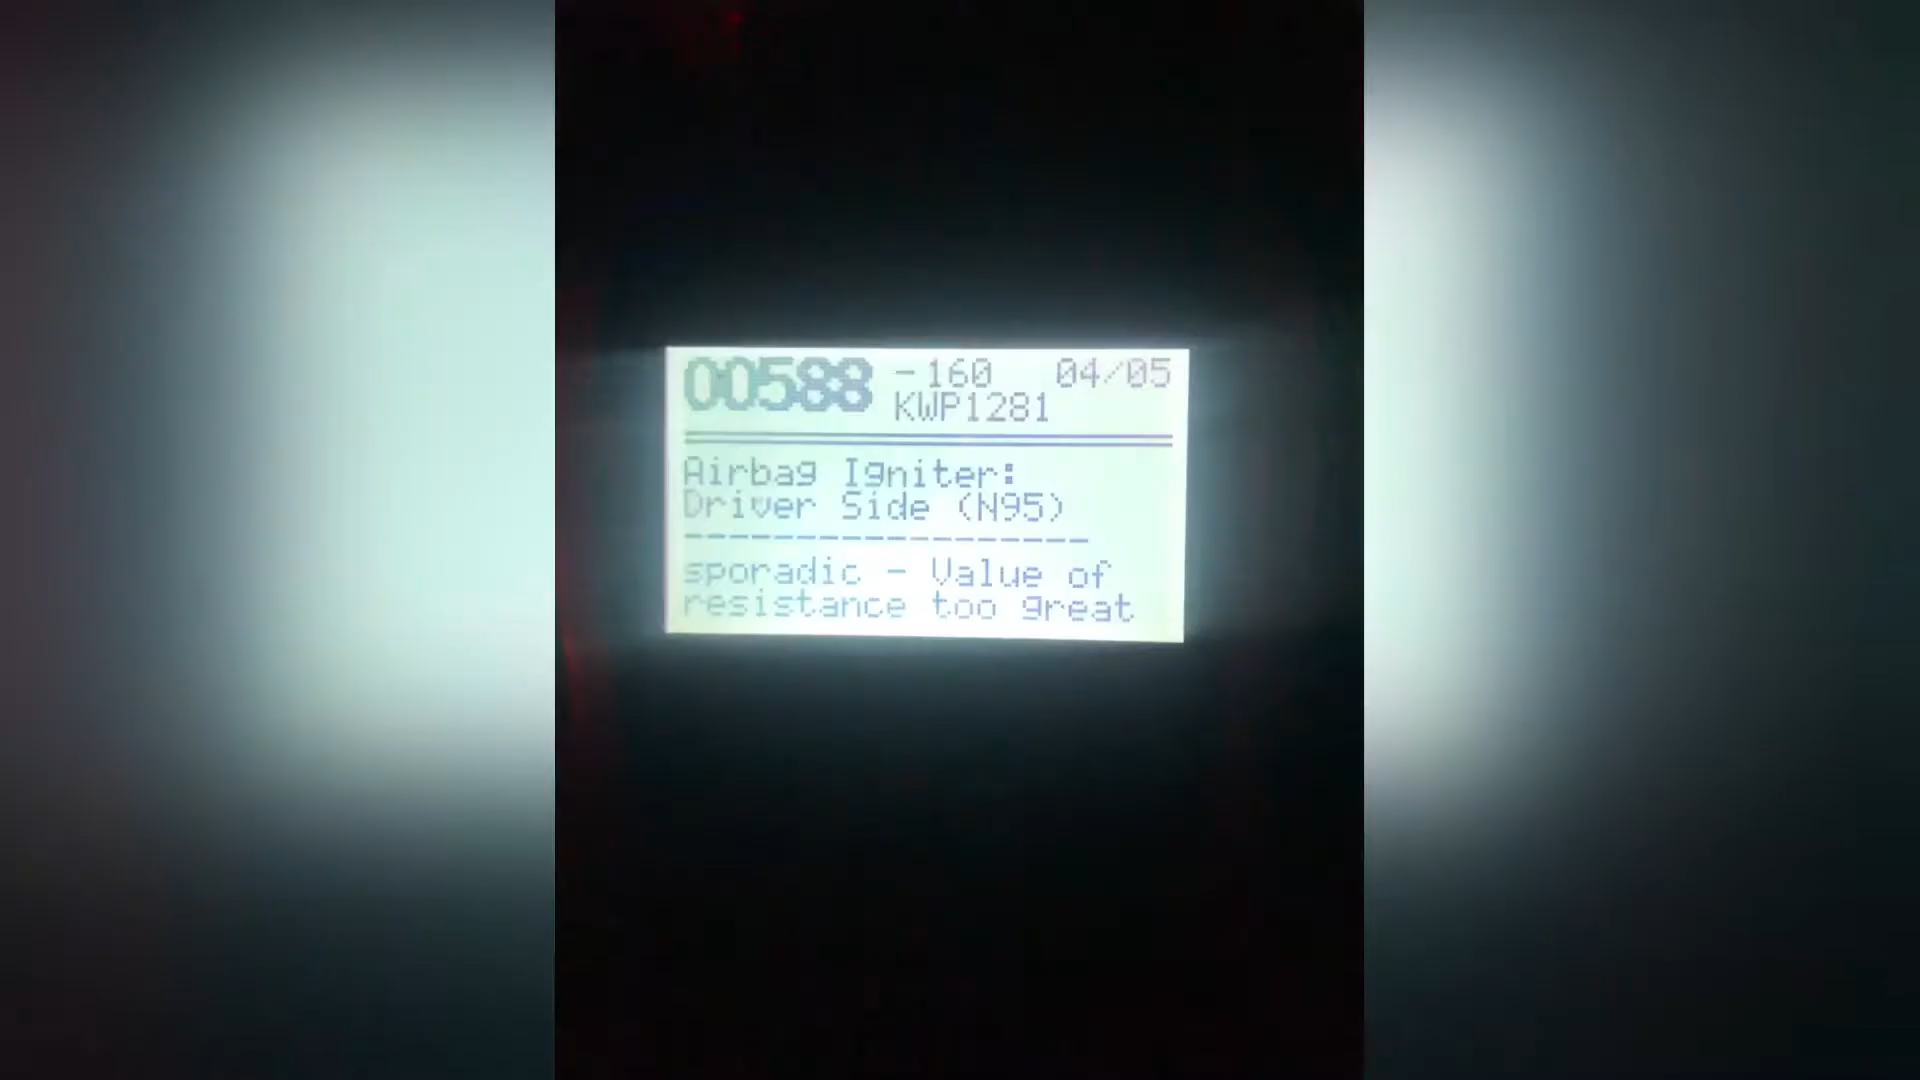 00588 -160 04/05
KWP1281
Airbag Igniter:
Driver Side (N95)
------------------
sporadic - Value of
resistance too great